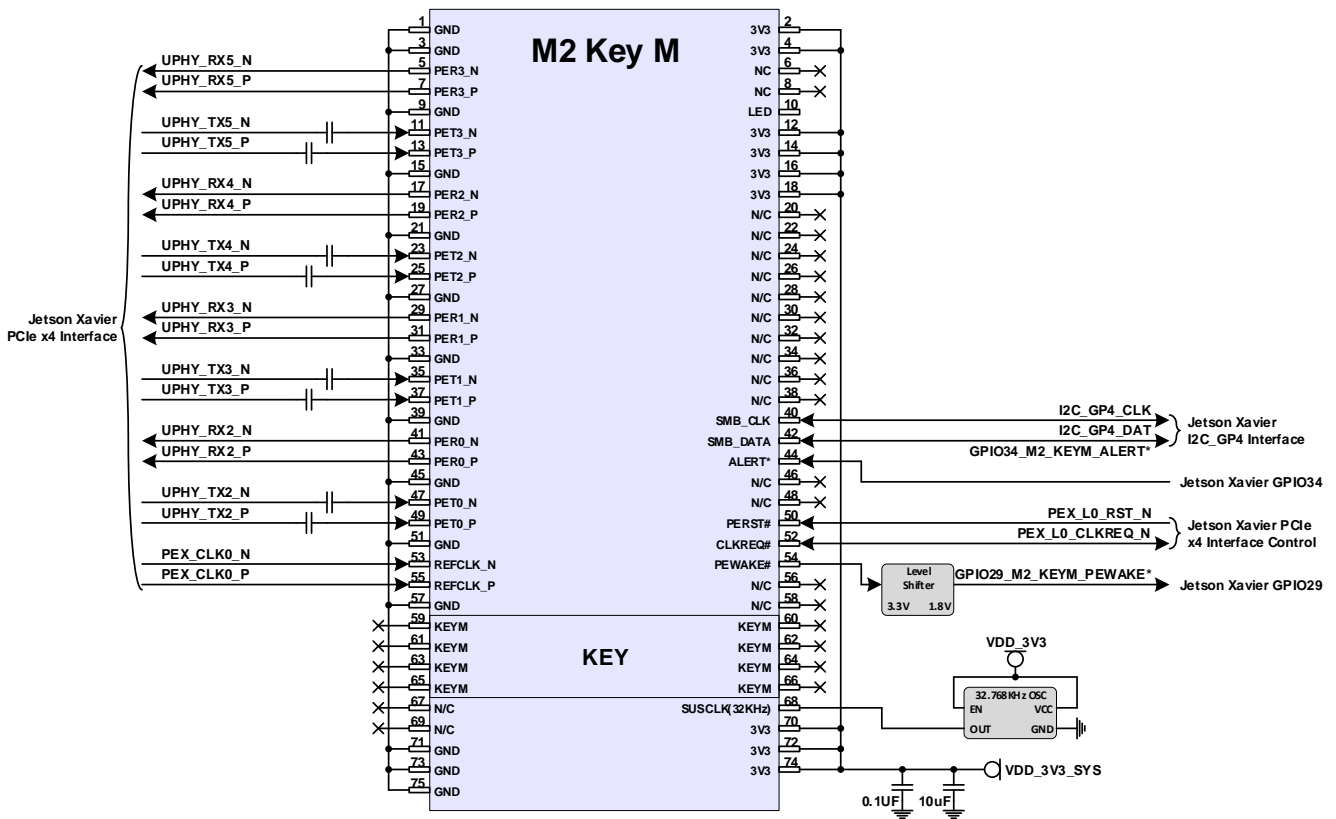 M2 Key M
1 GND
3 GND
UPHY_RX5_N 5 PER3_N
UPHY_RX5_P 7 PER3_P
9 GND
UPHY_TX5_N 11 PET3_N
UPHY_TX5_P 13 PET3_P
15 GND
UPHY_RX4_N 17 PER2_N
UPHY_RX4_P 19 PER2_P
21 GND
UPHY_TX4_N 23 PET2_N
UPHY_TX4_P 25 PET2_P
27 GND
UPHY_RX3_N 29 PER1_N
UPHY_RX3_P 31 PER1_P
Jetson Xavier
PCIe x4 Interface
33 GND
UPHY_TX3_N 35 PET1_N
UPHY_TX3_P 37 PET1_P
39 GND
UPHY_RX2_N 41 PER0_N
UPHY_RX2_P 43 PER0_P
45 GND
UPHY_TX2_N 47 PET0_N
UPHY_TX2_P 49 PET0_P
51 GND
PEX_CLK0_N 53 REFCLK_N
PEX_CLK0_P 55 REFCLK_P
57 GND
59 KEYM
61 KEYM
63 KEYM
65 KEYM
KEY
67 N/C
69 N/C
71 GND
73 GND
75 GND
3V3 2
3V3 4
NC 6
NC 8
LED 10
3V3 12
3V3 14
3V3 16
3V3 18
N/C 20
N/C 22
N/C 24
N/C 26
N/C 28
N/C 30
N/C 32
N/C 34
N/C 36
N/C 38
SMB_CLK 40 I2C_GP4_CLK
SMB_DATA 42 I2C_GP4_DAT
Jetson Xavier
I2C_GP4 Interface
ALERT* 44 GPIO34_M2_KEYM_ALERT*
Jetson Xavier GPIO34
N/C 46
N/C 48
PERST# 50 PEX_L0_RST_N
CLKREQ# 52 PEX_L0_CLKREQ_N
Jetson Xavier PCIe
x4 Interface Control
PEWAKE# 54
Level
Shifter
3.3V 1.8V
GPIO29_M2_KEYM_PEWAKE*
Jetson Xavier GPIO29
N/C 56
N/C 58
KEYM 60
KEYM 62
KEYM 64
KEYM 66
SUSCLK(32KHz) 68
VDD_3V3
32.768KHz OSC
EN VCC
OUT GND
3V3 70
3V3 72
3V3 74
VDD_3V3_SYS
0.1UF 10uF